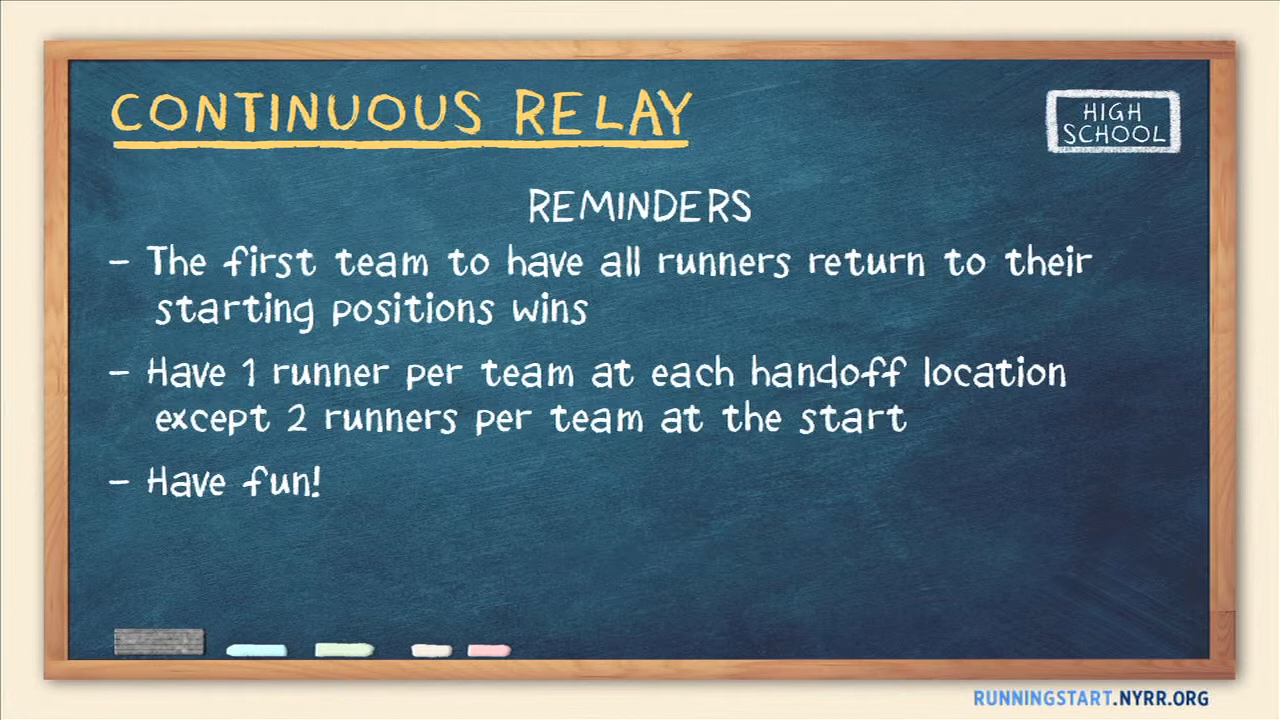 CONTINUOUS RELAY
HIGH
SCHOOL
REMINDERS
- The first team to have all runners return to their
starting positions wins
- Have 1 runner per team at each handoff location
except 2 runners per team at the start
- Have fun!
RUNNINGSTART.NYRR.ORG